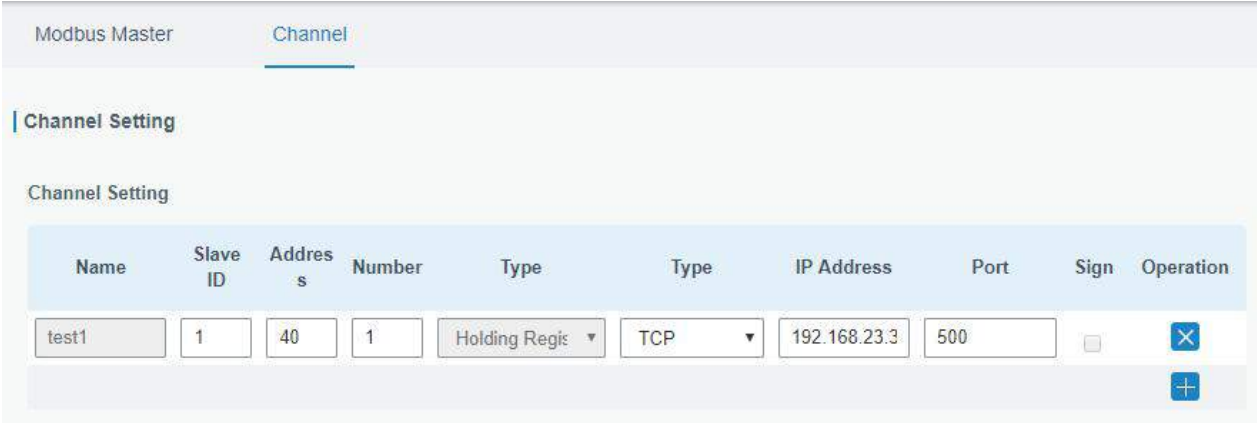 Modbus Master Channel
Channel Setting
Channel Setting
Name Slave ID Addres s Number Type Type IP Address Port Sign Operation
test1 1 40 1 Holding Regis TCP 192.168.23.3 500